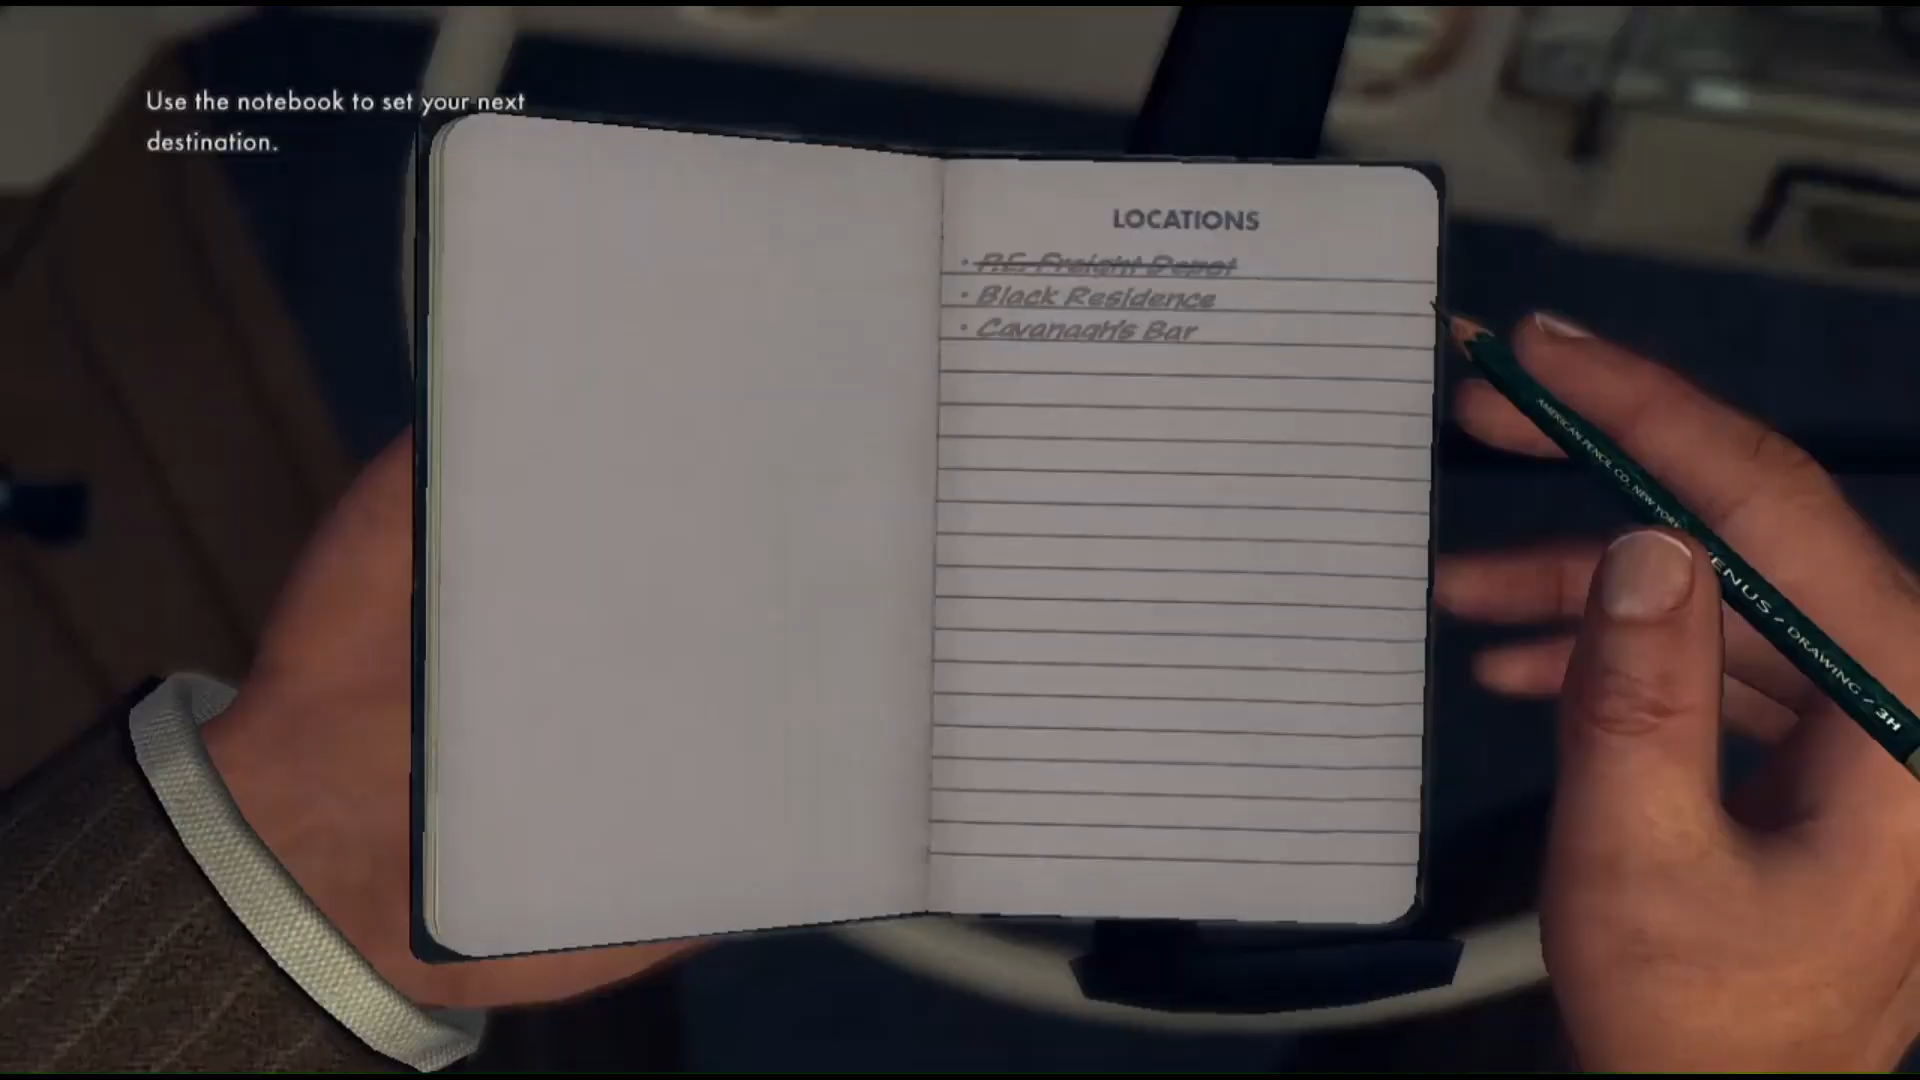 Use the notebook to set your next
destination.
LOCATIONS
· P.E. Freight Depot
· Black Residence
· Cavanagh's Bar
AMERICAN PENCIL CO. NEW YORK
VENUS / DRAWING / 3H